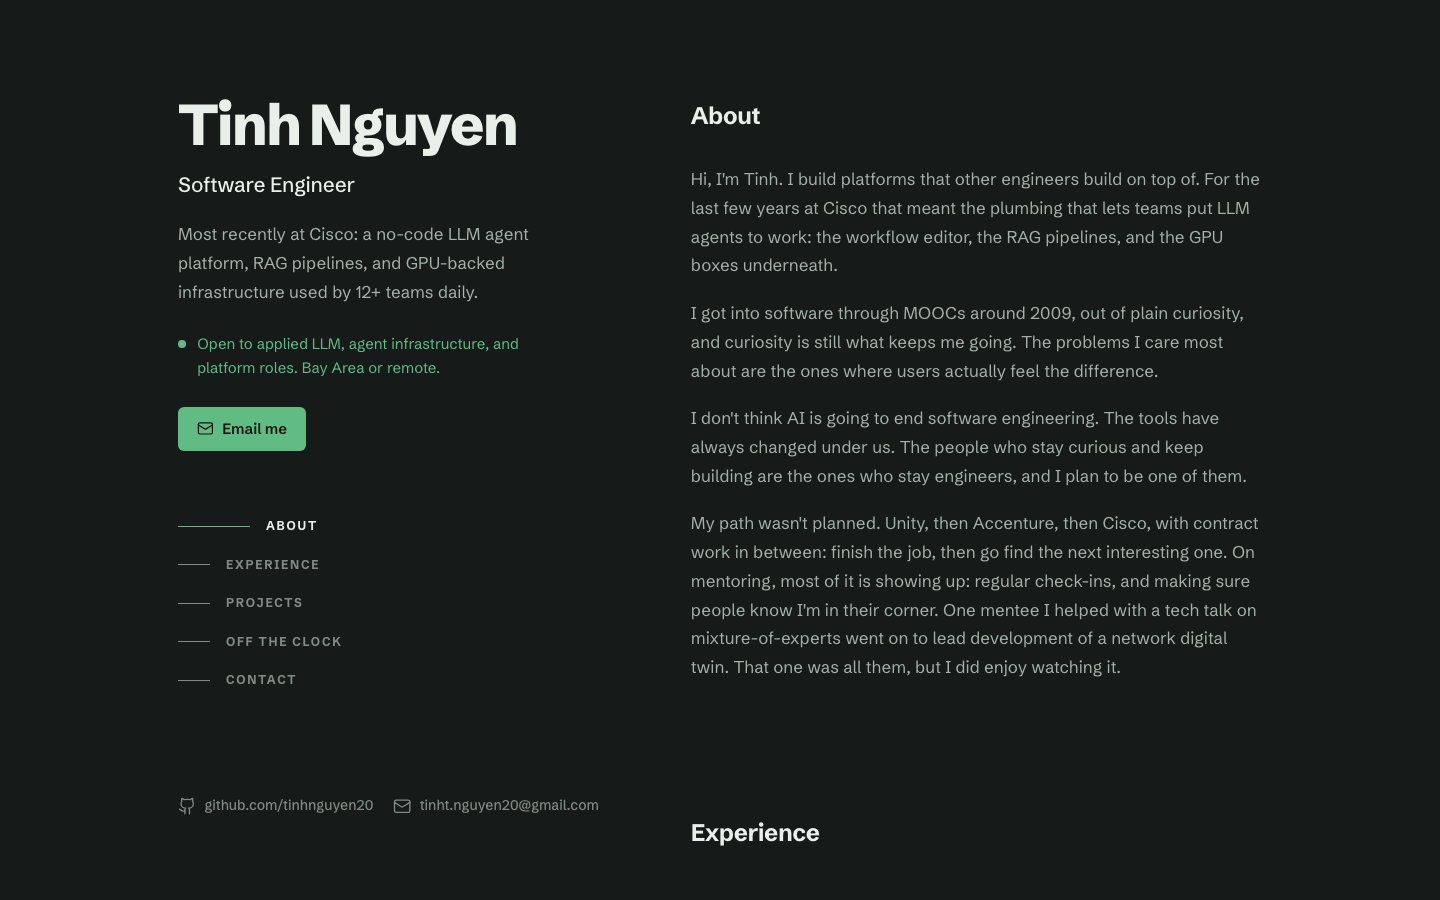 Tinh Nguyen
Software Engineer
Most recently at Cisco: a no-code LLM agent
platform, RAG pipelines, and GPU-backed
infrastructure used by 12+ teams daily.
Open to applied LLM, agent infrastructure, and
platform roles. Bay Area or remote.
Email me
ABOUT
EXPERIENCE
PROJECTS
OFF THE CLOCK
CONTACT
github.com/tinhnguyen20
tinht.nguyen20@gmail.com
About
Hi, I'm Tinh. I build platforms that other engineers build on top of. For the
last few years at Cisco that meant the plumbing that lets teams put LLM
agents to work: the workflow editor, the RAG pipelines, and the GPU
boxes underneath.
I got into software through MOOCs around 2009, out of plain curiosity,
and curiosity is still what keeps me going. The problems I care most
about are the ones where users actually feel the difference.
I don't think AI is going to end software engineering. The tools have
always changed under us. The people who stay curious and keep
building are the ones who stay engineers, and I plan to be one of them.
My path wasn't planned. Unity, then Accenture, then Cisco, with contract
work in between: finish the job, then go find the next interesting one. On
mentoring, most of it is showing up: regular check-ins, and making sure
people know I'm in their corner. One mentee I helped with a tech talk on
mixture-of-experts went on to lead development of a network digital
twin. That one was all them, but I did enjoy watching it.
Experience